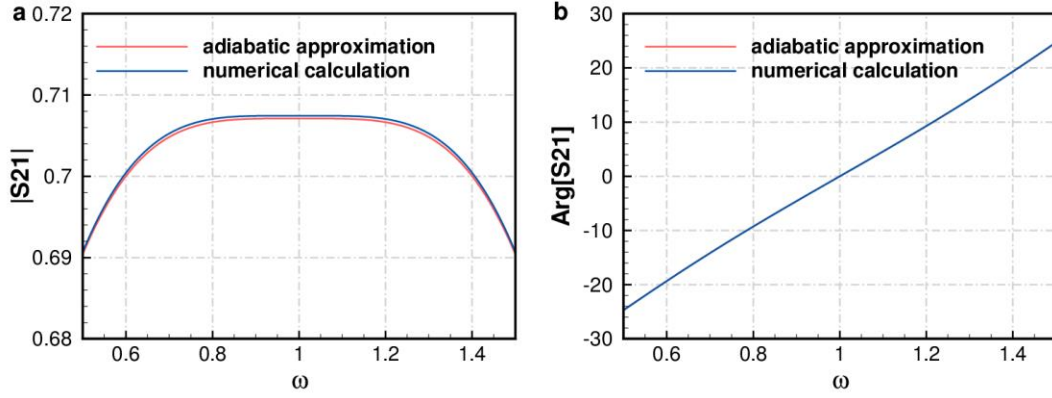 a
0.72
adiabatic approximation
numerical calculation
0.71
0.7
0.69
0.68
|S21|
0.6 0.8 1 1.2 1.4
ω
b
30
adiabatic approximation
numerical calculation
20
10
0
-10
-20
-30
Arg[S21]
0.6 0.8 1 1.2 1.4
ω